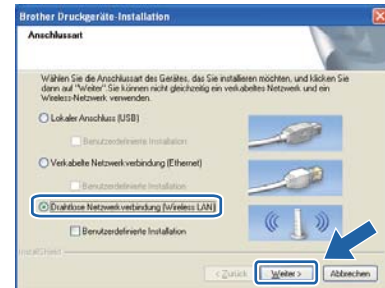 Brother Druckgeräte-Installation
Anschlussart
Wählen Sie die Anschlussart des Gerätes, das Sie installieren möchten, und klicken Sie
dann auf "Weiter". Sie können nicht gleichzeitig ein verkabeltes Netzwerk und ein
Wireless-Netzwerk verwenden.
Lokaler Anschluss (USB)
Benutzerdefinierte Installation
Verkabelte Netzwerkverbindung (Ethernet)
Benutzerdefinierte Installation
Drahtlose Netzwerkverbindung (Wireless LAN)
Benutzerdefinierte Installation
InstallShield
< Zurück
Weiter >
Abbrechen